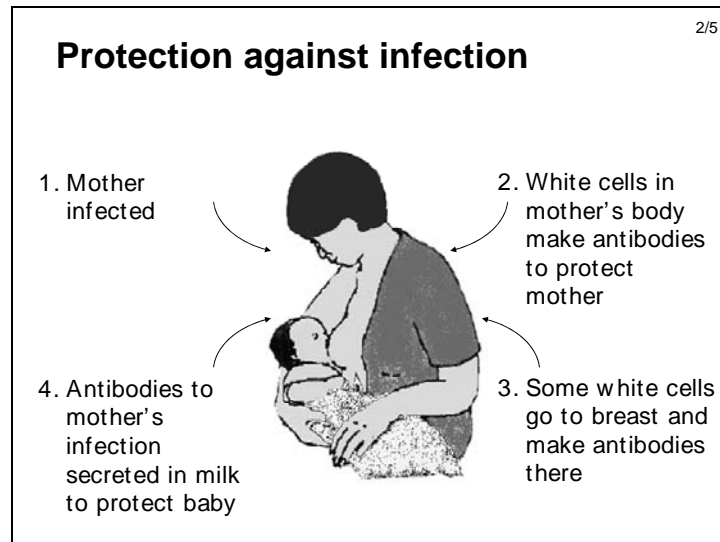 2/5
Protection against infection
1. Mother
infected
2. White cells in
mother's body
make antibodies
to protect
mother
4. Antibodies to
mother's
infection
secreted in milk
to protect baby
3. Some white cells
go to breast and
make antibodies
there